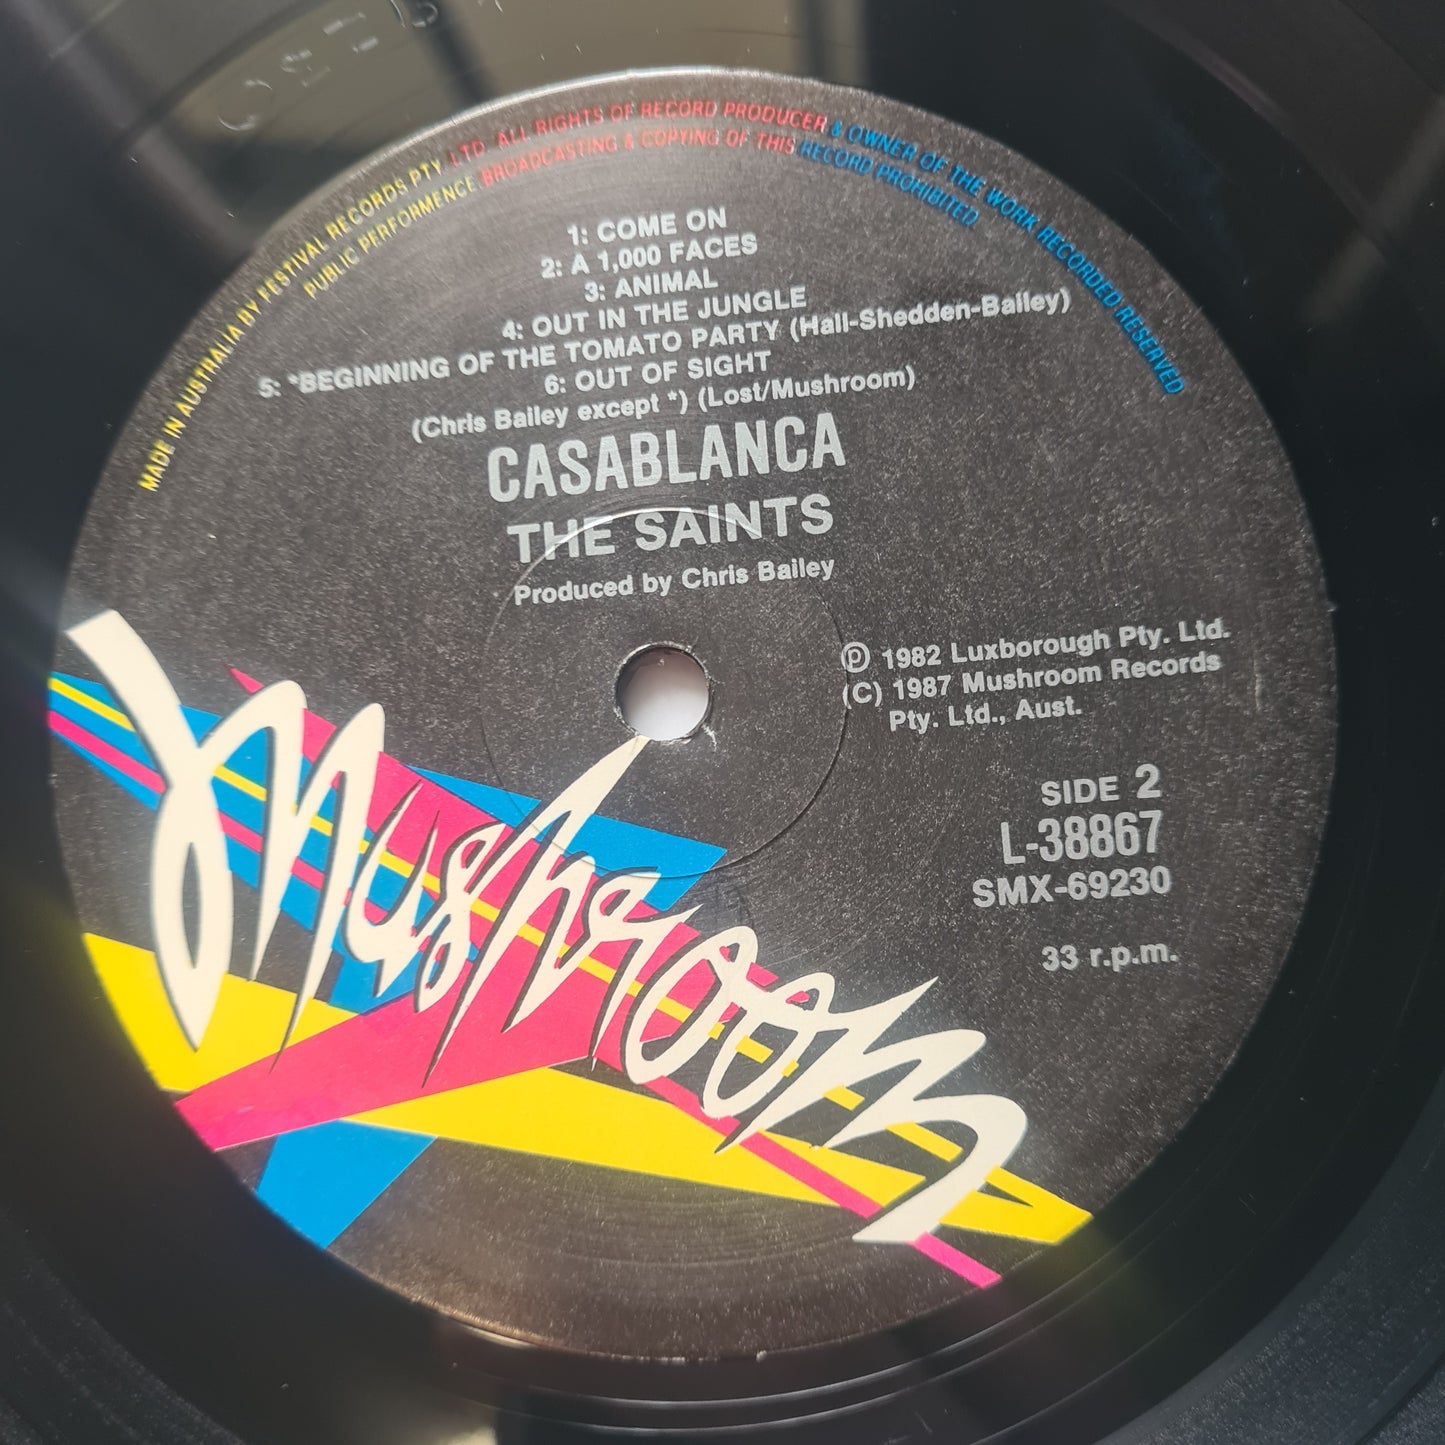 MADE IN AUSTRALIA BY FESTIVAL RECORDS PTY. LTD. ALL RIGHTS OF RECORD PRODUCER & OWNER OF THE WORK RECORDED RESERVED
PUBLIC PERFORMENCE BROADCASTING & COPYING OF THIS RECORD PROHIBITED
1: COME ON
2: A 1,000 FACES
3: ANIMAL
4: OUT IN THE JUNGLE
5: *BEGINNING OF THE TOMATO PARTY (Hall-Shedden-Bailey)
6: OUT OF SIGHT
(Chris Bailey except *) (Lost/Mushroom)
CASABLANCA
THE SAINTS
Produced by Chris Bailey
℗ 1982 Luxborough Pty. Ltd.
(C) 1987 Mushroom Records
Pty. Ltd., Aust.
SIDE 2
L-38867
SMX-69230
33 r.p.m.
Mushroom